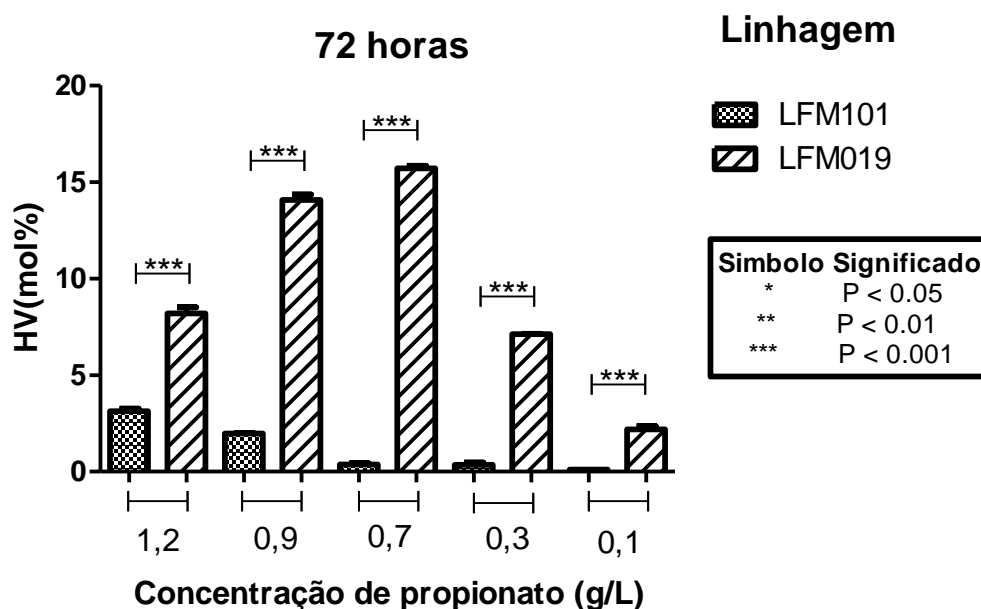 72 horas
Linhagem
LFM101
LFM019
Simbolo Significado
* P < 0.05
** P < 0.01
*** P < 0.001
HV(mol%)
20
15
10
5
0
***
***
***
***
***
1,2 0,9 0,7 0,3 0,1
Concentração de propionato (g/L)